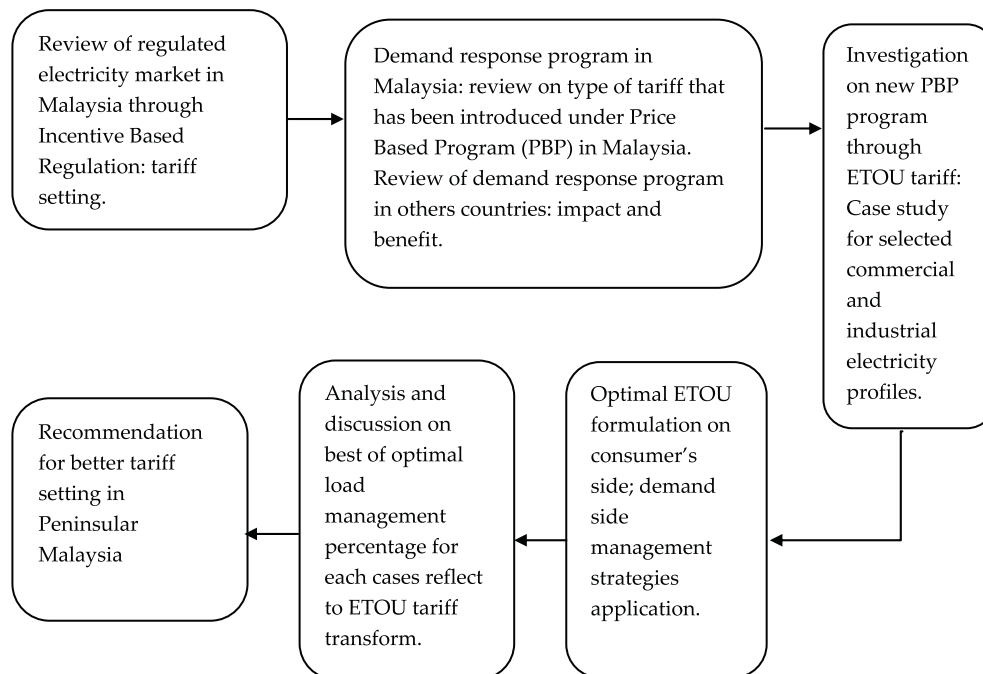 Review of regulated
electricity market in
Malaysia through
Incentive Based
Regulation: tariff
setting.
Demand response program in
Malaysia: review on type of tariff that
has been introduced under Price
Based Program (PBP) in Malaysia.
Review of demand response program
in others countries: impact and
benefit.
Investigation
on new PBP
program
through
ETOU tariff:
Case study
for selected
commercial
and
industrial
electricity
profiles.
Optimal ETOU
formulation on
consumer’s
side; demand
side
management
strategies
application.
Analysis and
discussion on
best of optimal
load
management
percentage for
each cases reflect
to ETOU tariff
transform.
Recommendation
for better tariff
setting in
Peninsular
Malaysia